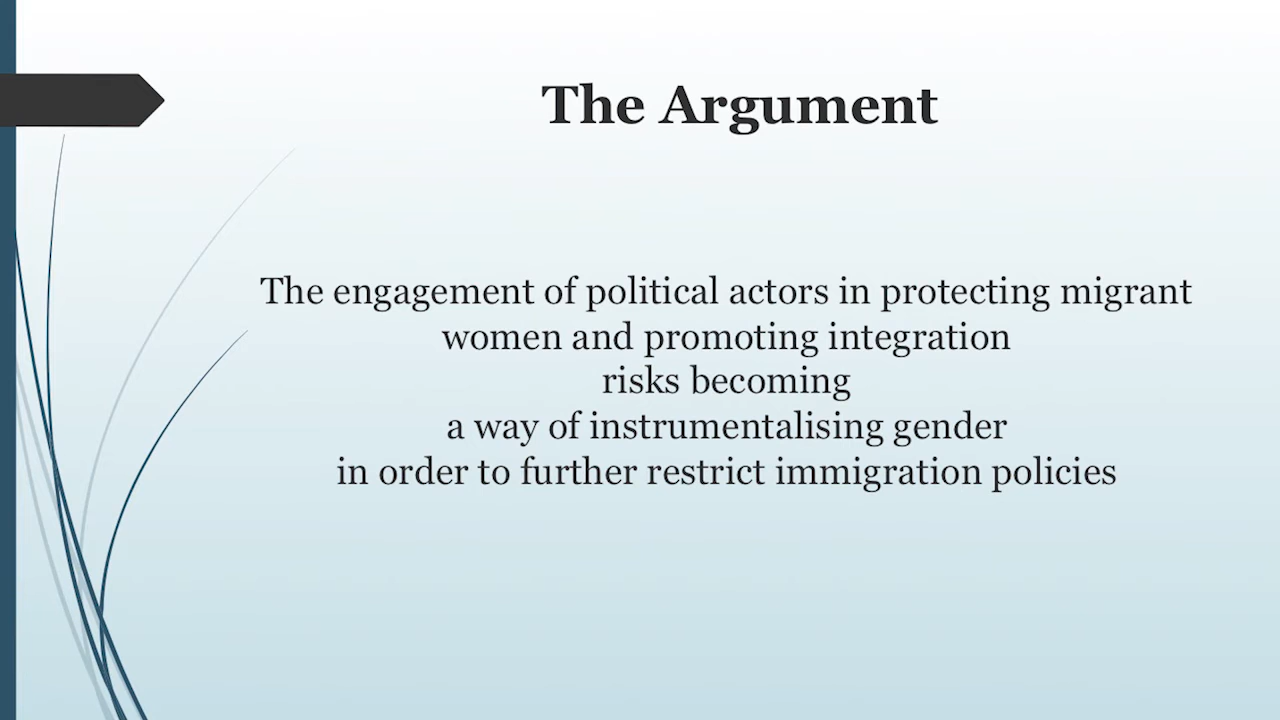 The Argument
The engagement of political actors in protecting migrant
women and promoting integration
risks becoming
a way of instrumentalising gender
in order to further restrict immigration policies